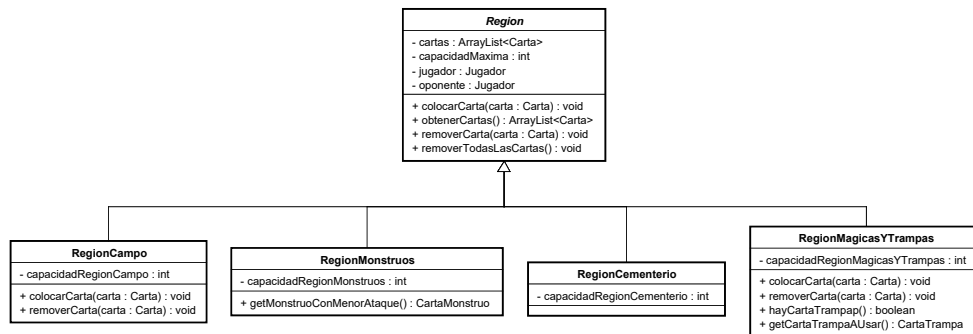 Region
- cartas : ArrayList<Carta>
- capacidadMaxima : int
- jugador : Jugador
- oponente : Jugador
+ colocarCarta(carta : Carta) : void
+ obtenerCartas() : ArrayList<Carta>
+ removerCarta(carta : Carta) : void
+ removerTodasLasCartas() : void
RegionCampo
- capacidadRegionCampo : int
+ colocarCarta(carta : Carta) : void
+ removerCarta(carta : Carta) : void
RegionMonstruos
- capacidadRegionMonstruos : int
+ getMonstruoConMenorAtaque() : CartaMonstruo
RegionCementerio
- capacidadRegionCementerio : int
RegionMagicasYTrampas
- capacidadRegionMagicasYTrampas : int
+ colocarCarta(carta : Carta) : void
+ removerCarta(carta : Carta) : void
+ hayCartaTrampap() : boolean
+ getCartaTrampaAUsar() : CartaTrampa